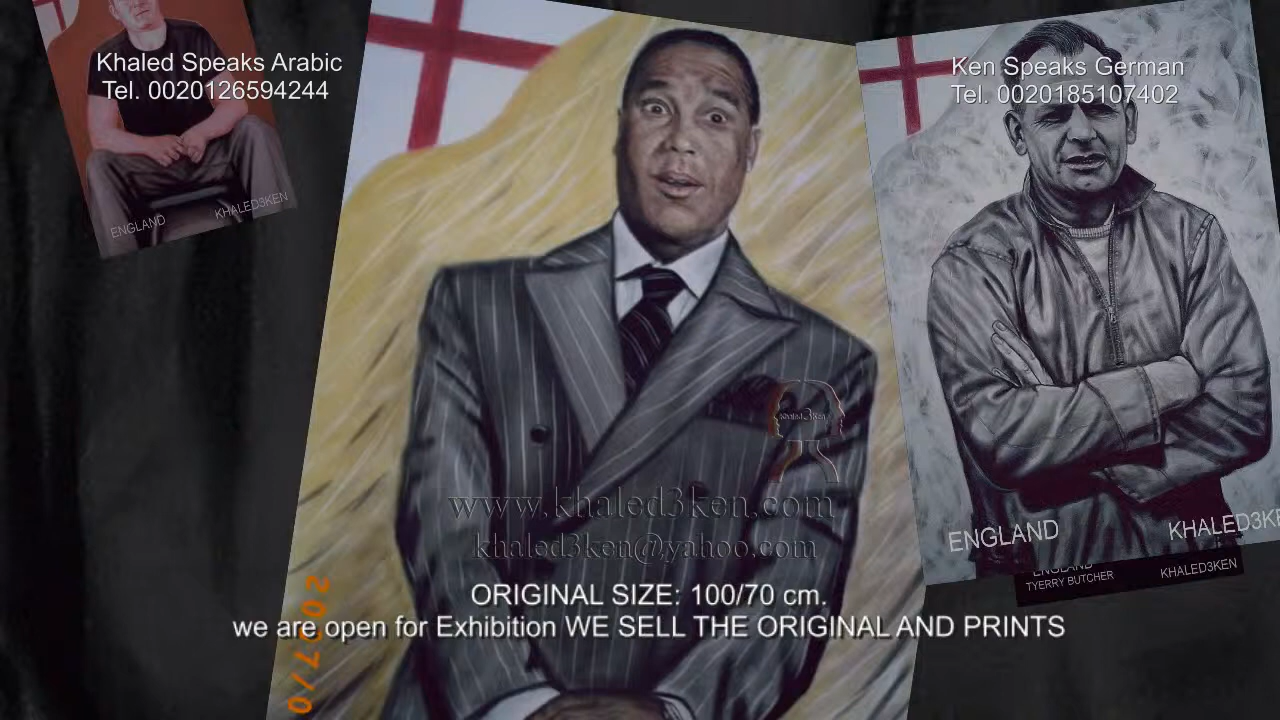 Khaled Speaks Arabic
Tel. 0020126594244
Ken Speaks German
Tel. 0020185107402
ENGLAND
KHALED3KEN
Khaled3Ken
www.khaled3ken.com
khaled3ken@yahoo.com
ENGLAND
KHALED3KE
ENGLAND
TYERRY BUTCHER
KHALED3KEN
ORIGINAL SIZE: 100/70 cm.
we are open for Exhibition WE SELL THE ORIGINAL AND PRINTS